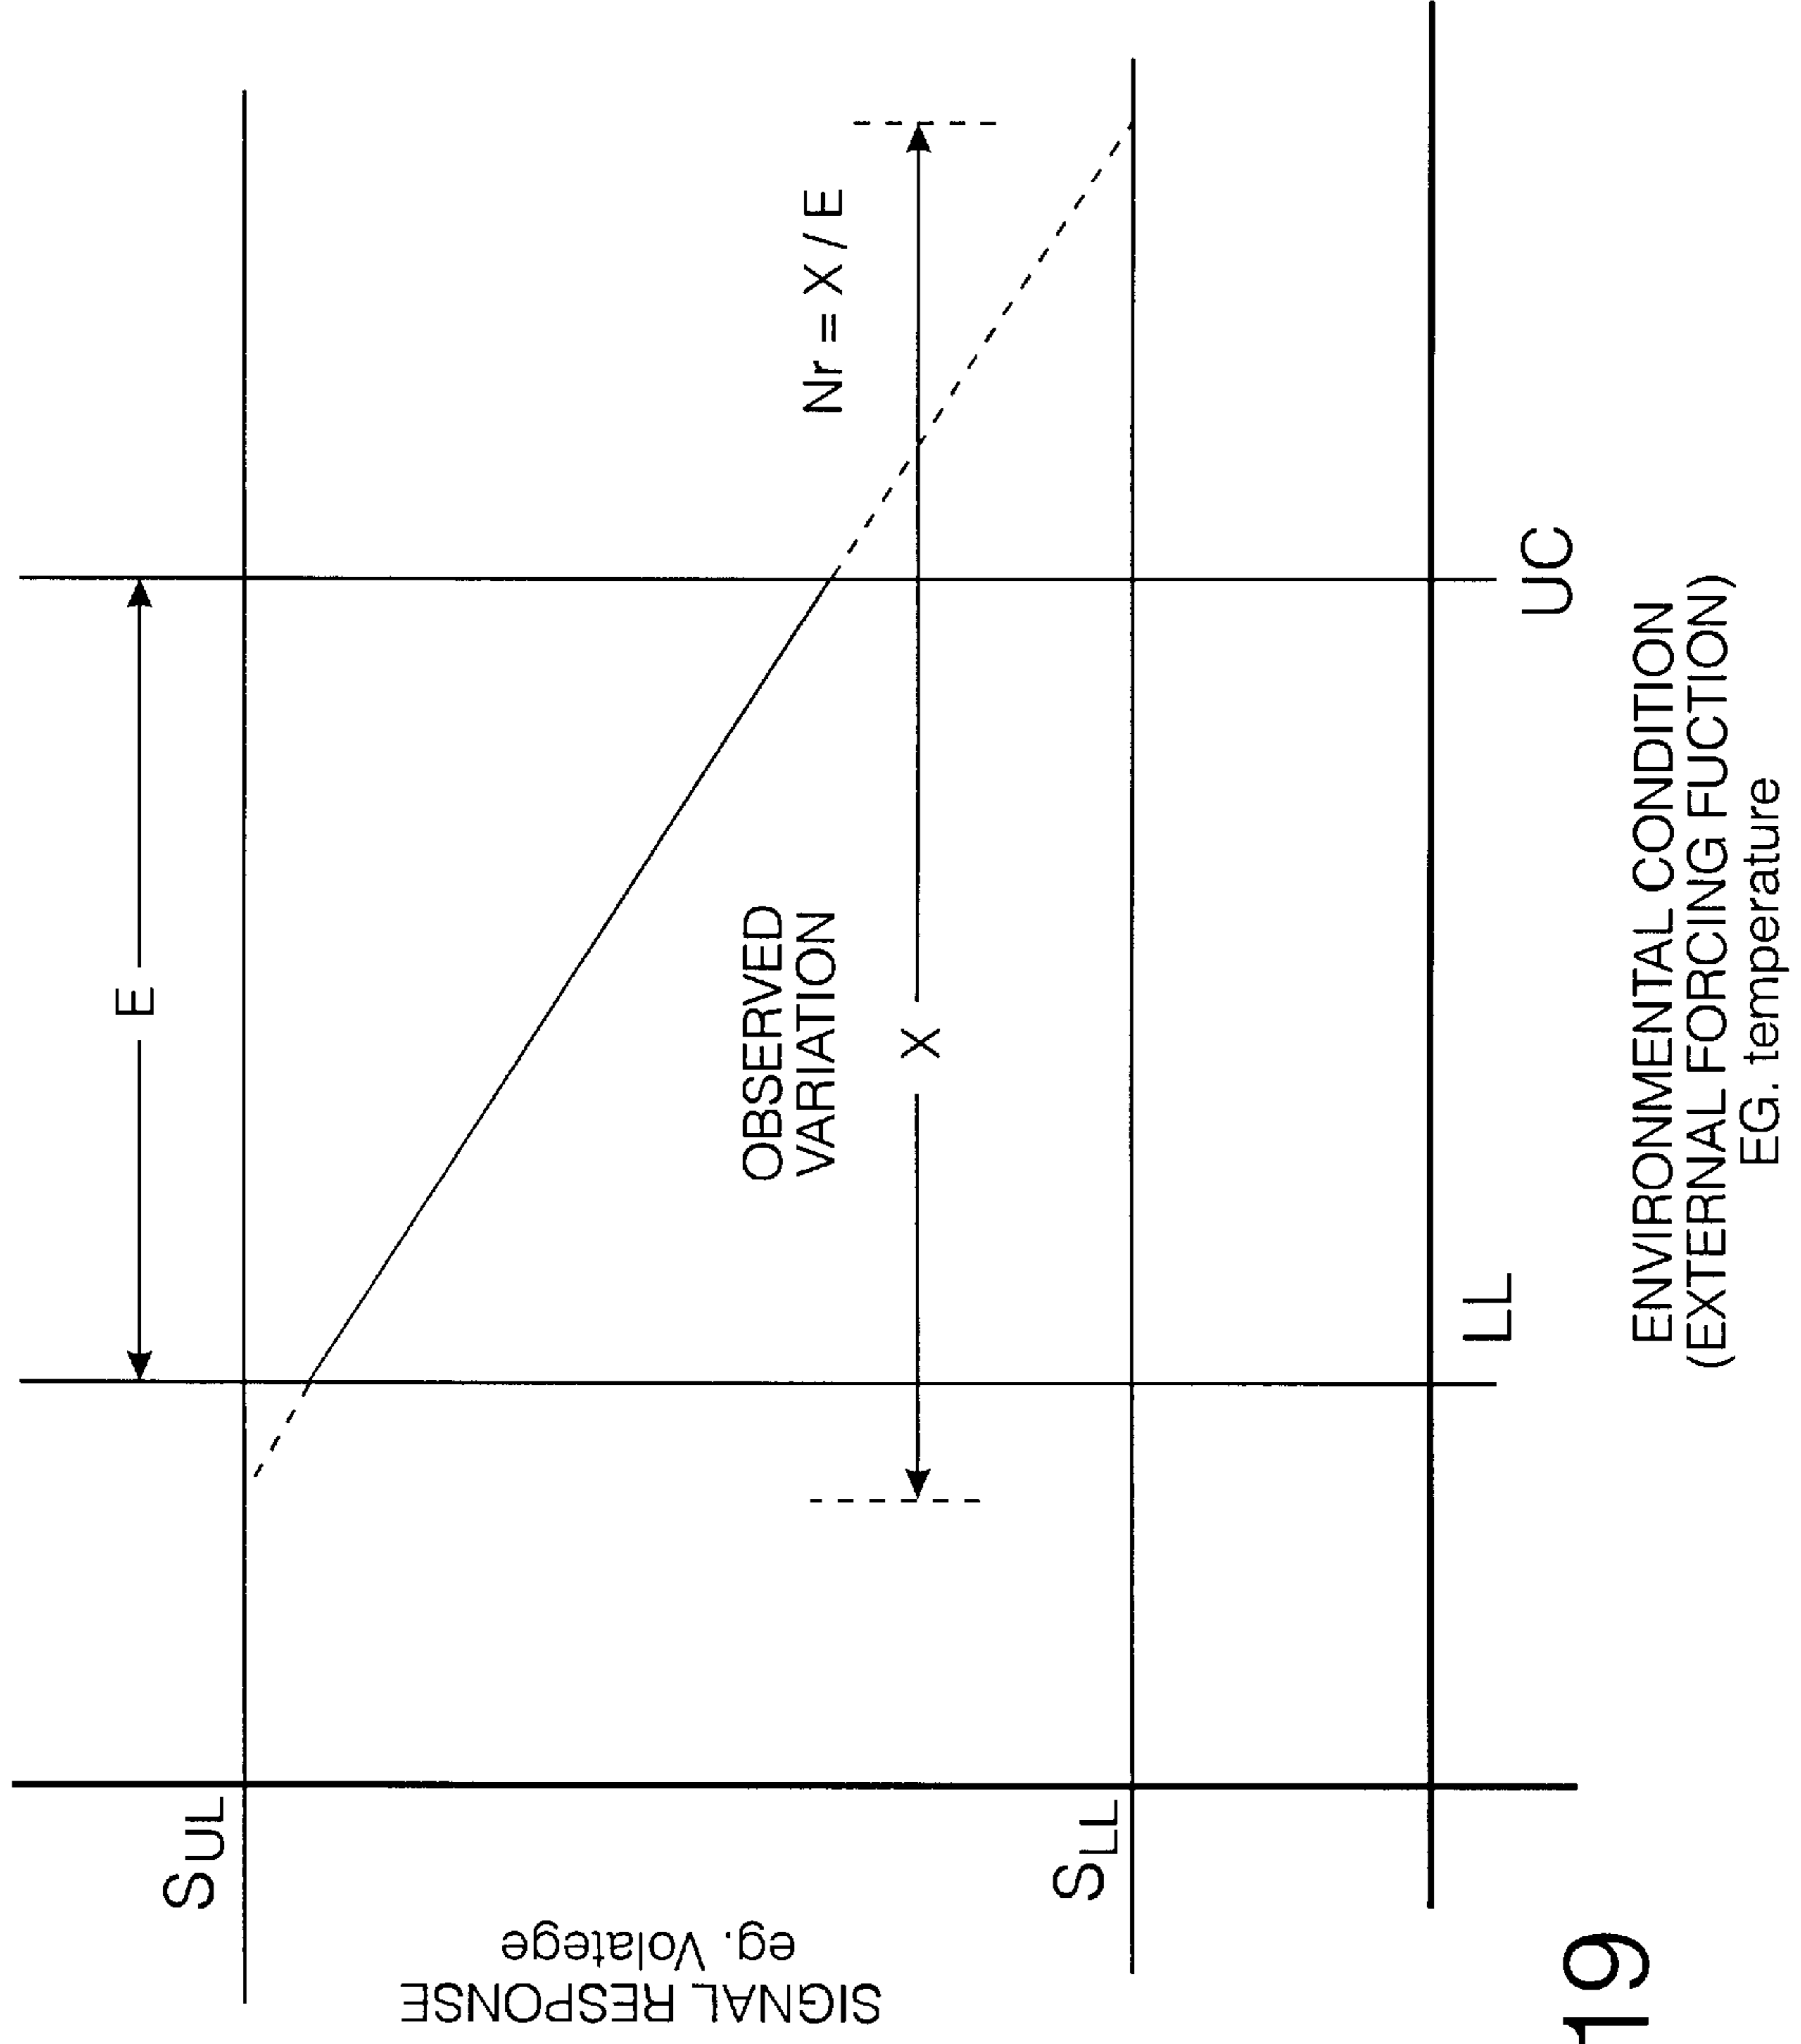 E
SUL
Nr = X / E
OBSERVED
VARIATION
X
SIGNAL RESPONSE
eg. Volatege
SLL
LL
UC
ENVIRONMENTAL CONDITION
(EXTERNAL FORCING FUCTION)
EG. temperature
19